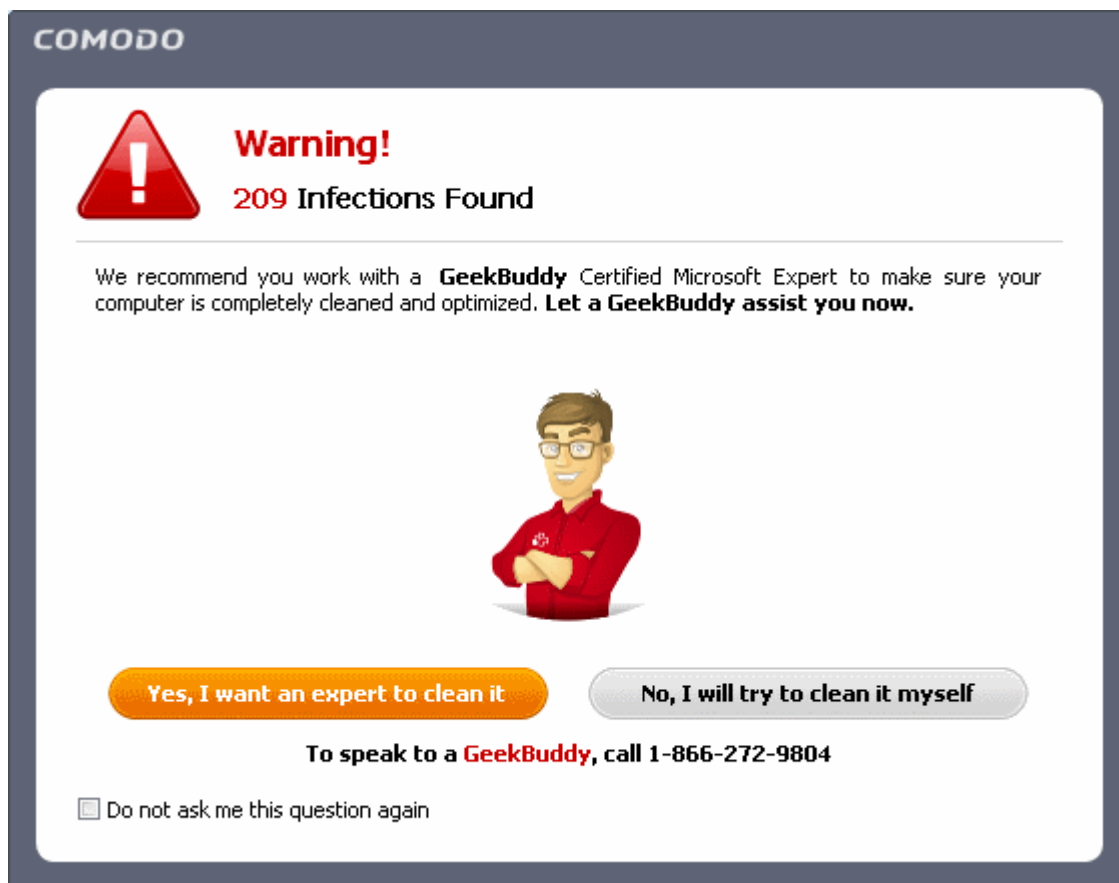 COMODO
Warning!
209 Infections Found
We recommend you work with a GeekBuddy Certified Microsoft Expert to make sure your
computer is completely cleaned and optimized. Let a GeekBuddy assist you now.
Yes, I want an expert to clean it
No, I will try to clean it myself
To speak to a GeekBuddy, call 1-866-272-9804
Do not ask me this question again